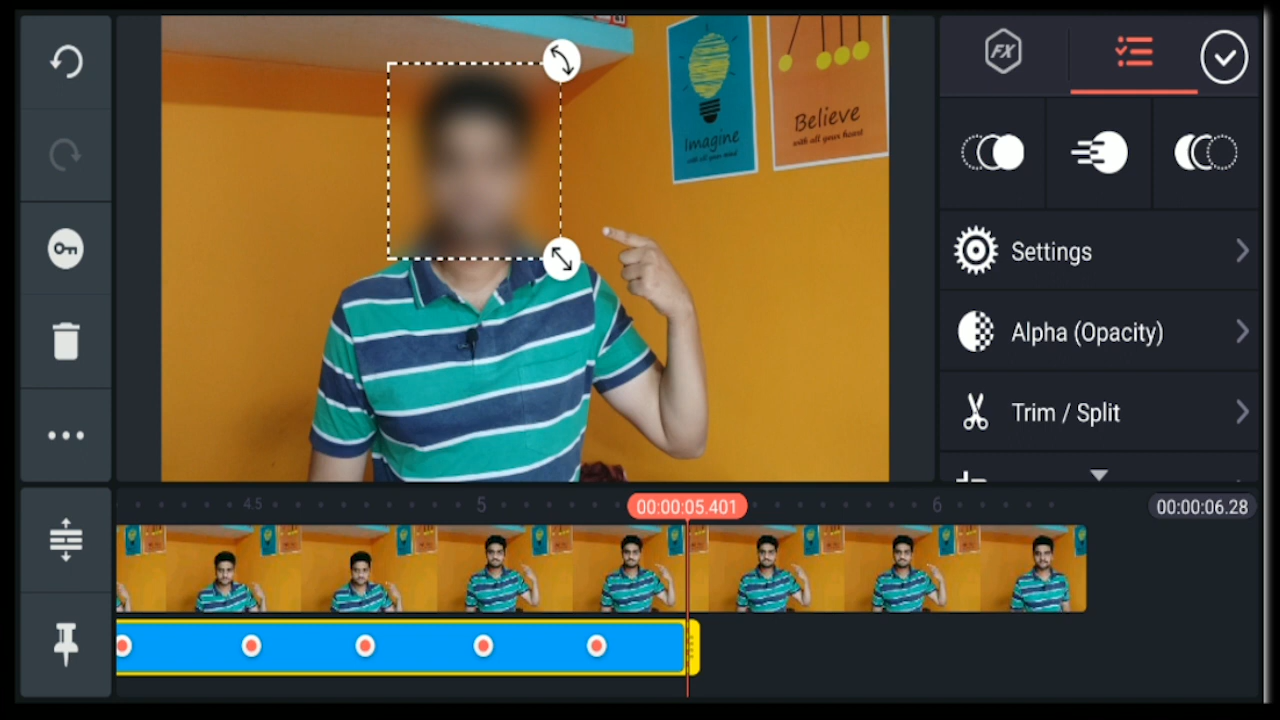 Imagine
with all your mind
Believe
with all your heart
FX
Settings
Alpha (Opacity)
Trim / Split
4.5
5
00:00:05.401
6
00:00:06.28